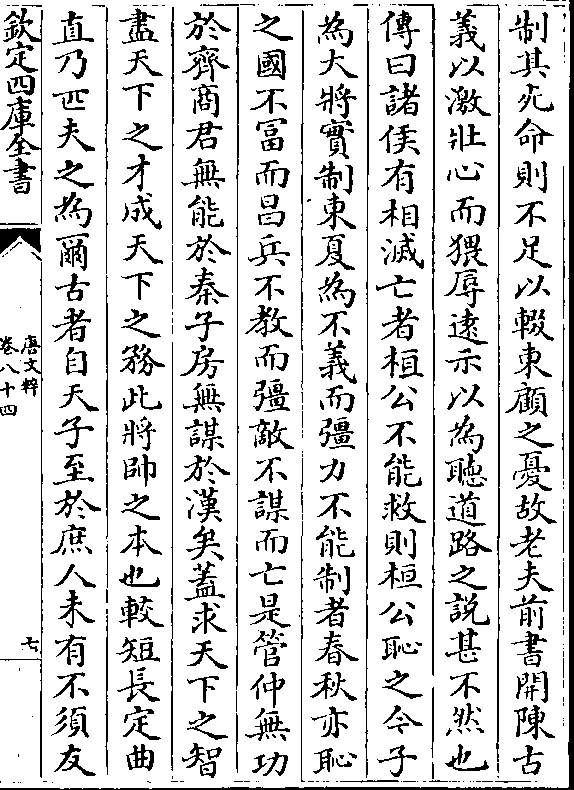 制其死命則不足以輟東顧之憂故老夫前書開陳古
義以激壯心而猥辱遠示以為聴道路之説甚不然也
傳曰諸侯有相滅亡者桓公不能救則桓公恥之今子
為大將實制東夏為不義而彊力不能制者春秋亦恥
之國不冨而昌兵不教而彊敵不謀而亡是管仲無功
於齊商君無能於秦子房無謀於漢矣蓋求天下之智
盡天下之才成天下之務此將帥之本也較短長定曲
直乃匹夫之為爾古者自天子至於庶人未有不須友
欽定四庫全書
唐文粹
卷八十四
七